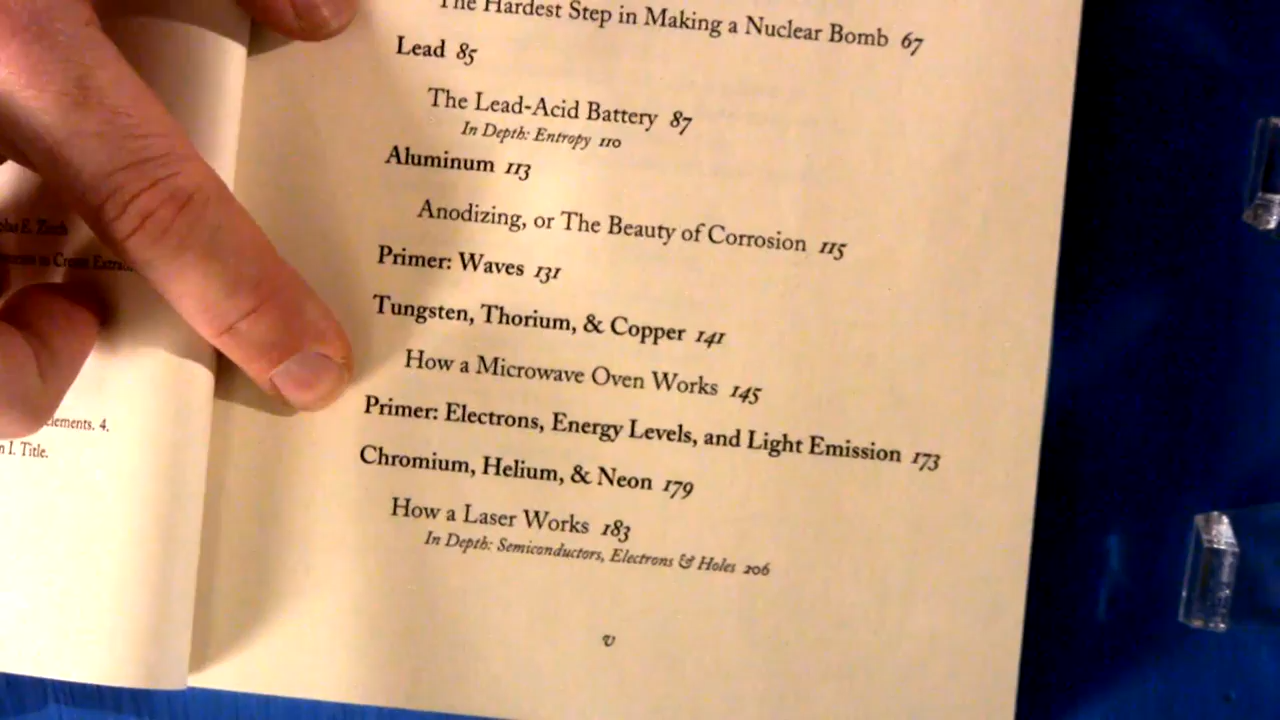 The Hardest Step in Making a Nuclear Bomb 67
Lead 85
The Lead-Acid Battery 87
In Depth: Entropy 110
Aluminum 113
Anodizing, or The Beauty of Corrosion 115
Primer: Waves 131
Tungsten, Thorium, & Copper 141
How a Microwave Oven Works 145
Primer: Electrons, Energy Levels, and Light Emission 173
Chromium, Helium, & Neon 179
How a Laser Works 183
In Depth: Semiconductors, Electrons & Holes 206
v
4.
I. Title.